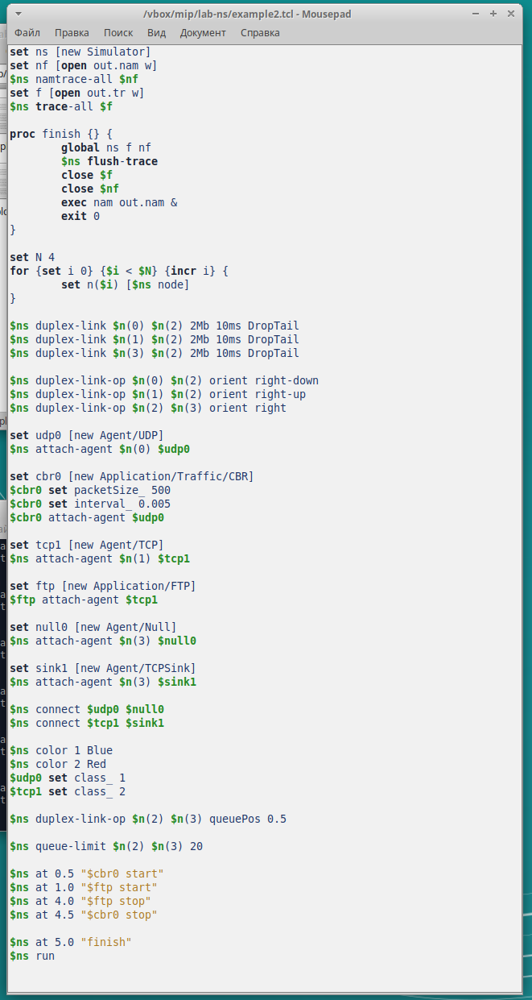 /vbox/mip/lab-ns/example2.tcl - Mousepad
Файл Правка Поиск Вид Документ Справка
set ns [new Simulator]
set nf [open out.nam w]
$ns namtrace-all $nf
set f [open out.tr w]
$ns trace-all $f

proc finish {} {
        global ns f nf
        $ns flush-trace
        close $f
        close $nf
        exec nam out.nam &
        exit 0
}

set N 4
for {set i 0} {$i < $N} {incr i} {
        set n($i) [$ns node]
}

$ns duplex-link $n(0) $n(2) 2Mb 10ms DropTail
$ns duplex-link $n(1) $n(2) 2Mb 10ms DropTail
$ns duplex-link $n(3) $n(2) 2Mb 10ms DropTail

$ns duplex-link-op $n(0) $n(2) orient right-down
$ns duplex-link-op $n(1) $n(2) orient right-up
$ns duplex-link-op $n(2) $n(3) orient right

set udp0 [new Agent/UDP]
$ns attach-agent $n(0) $udp0

set cbr0 [new Application/Traffic/CBR]
$cbr0 set packetSize_ 500
$cbr0 set interval_ 0.005
$cbr0 attach-agent $udp0

set tcp1 [new Agent/TCP]
$ns attach-agent $n(1) $tcp1

set ftp [new Application/FTP]
$ftp attach-agent $tcp1

set null0 [new Agent/Null]
$ns attach-agent $n(3) $null0

set sink1 [new Agent/TCPSink]
$ns attach-agent $n(3) $sink1

$ns connect $udp0 $null0
$ns connect $tcp1 $sink1

$ns color 1 Blue
$ns color 2 Red
$udp0 set class_ 1
$tcp1 set class_ 2

$ns duplex-link-op $n(2) $n(3) queuePos 0.5

$ns queue-limit $n(2) $n(3) 20

$ns at 0.5 "$cbr0 start"
$ns at 1.0 "$ftp start"
$ns at 4.0 "$ftp stop"
$ns at 4.5 "$cbr0 stop"

$ns at 5.0 "finish"
$ns run